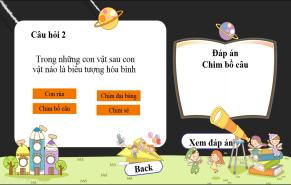 Câu hỏi 2
Trong những con vật sau con
vật nào là biểu tượng hòa bình
Con rùa
Chim đại bàng
Chim bồ câu
Chim sẻ
Đáp án
Chim bồ câu
Xem đáp án
Back